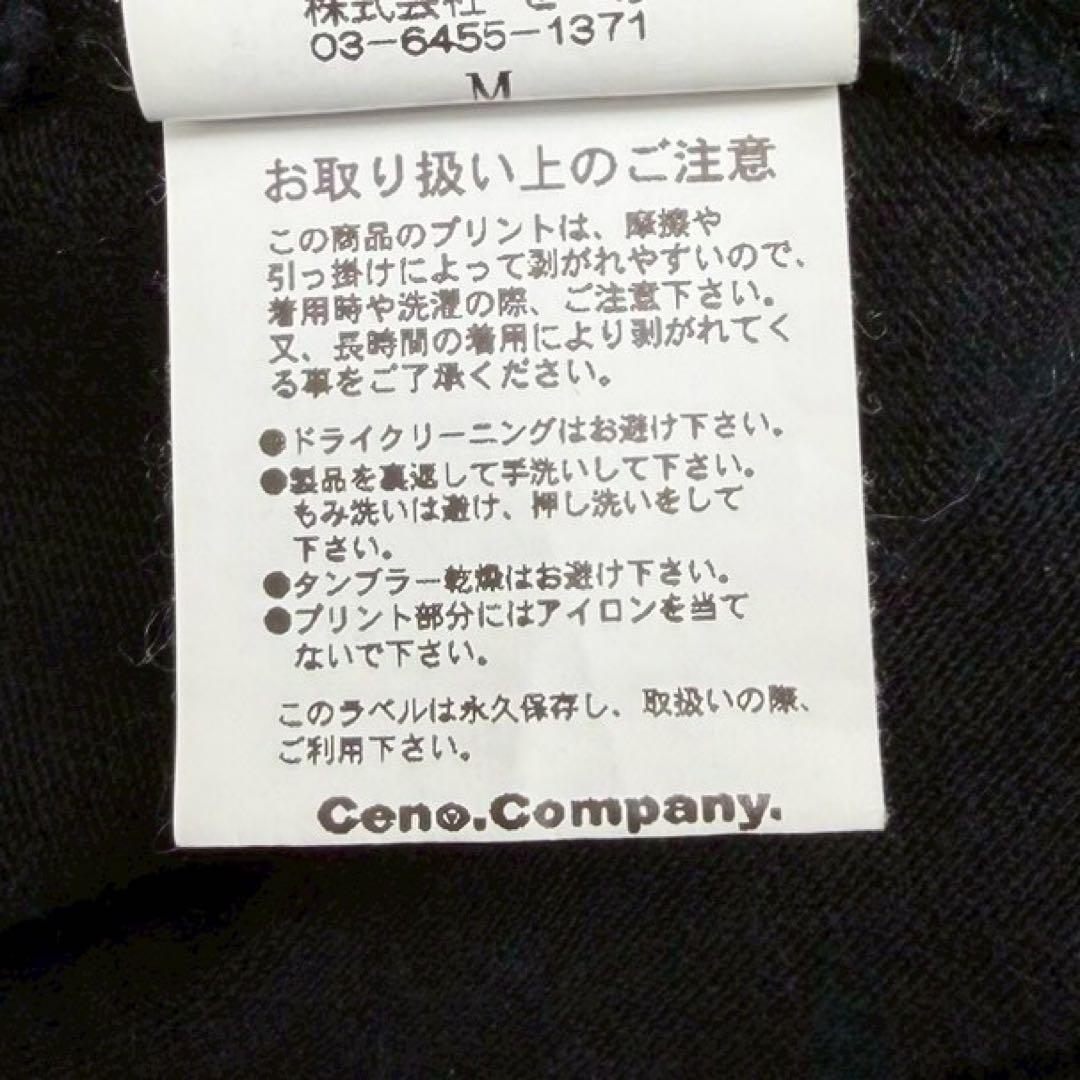 株式会社
03-6455-1371
M
お取り扱い上のご注意
この商品のプリントは、摩擦や
引っ掛けによって剥がれやすいので、
着用時や洗濯の際、ご注意下さい。
又、長時間の着用により剥がれてく
る事をご了承ください。
●ドライクリーニングはお避け下さい。
●製品を裏返して手洗いして下さい。
もみ洗いは避け、押し洗いをして
下さい。
●タンブラー乾燥はお避け下さい。
●プリント部分にはアイロンを当て
ないで下さい。
このラベルは永久保存し、取扱いの際、
ご利用下さい。
Ceno.Company.